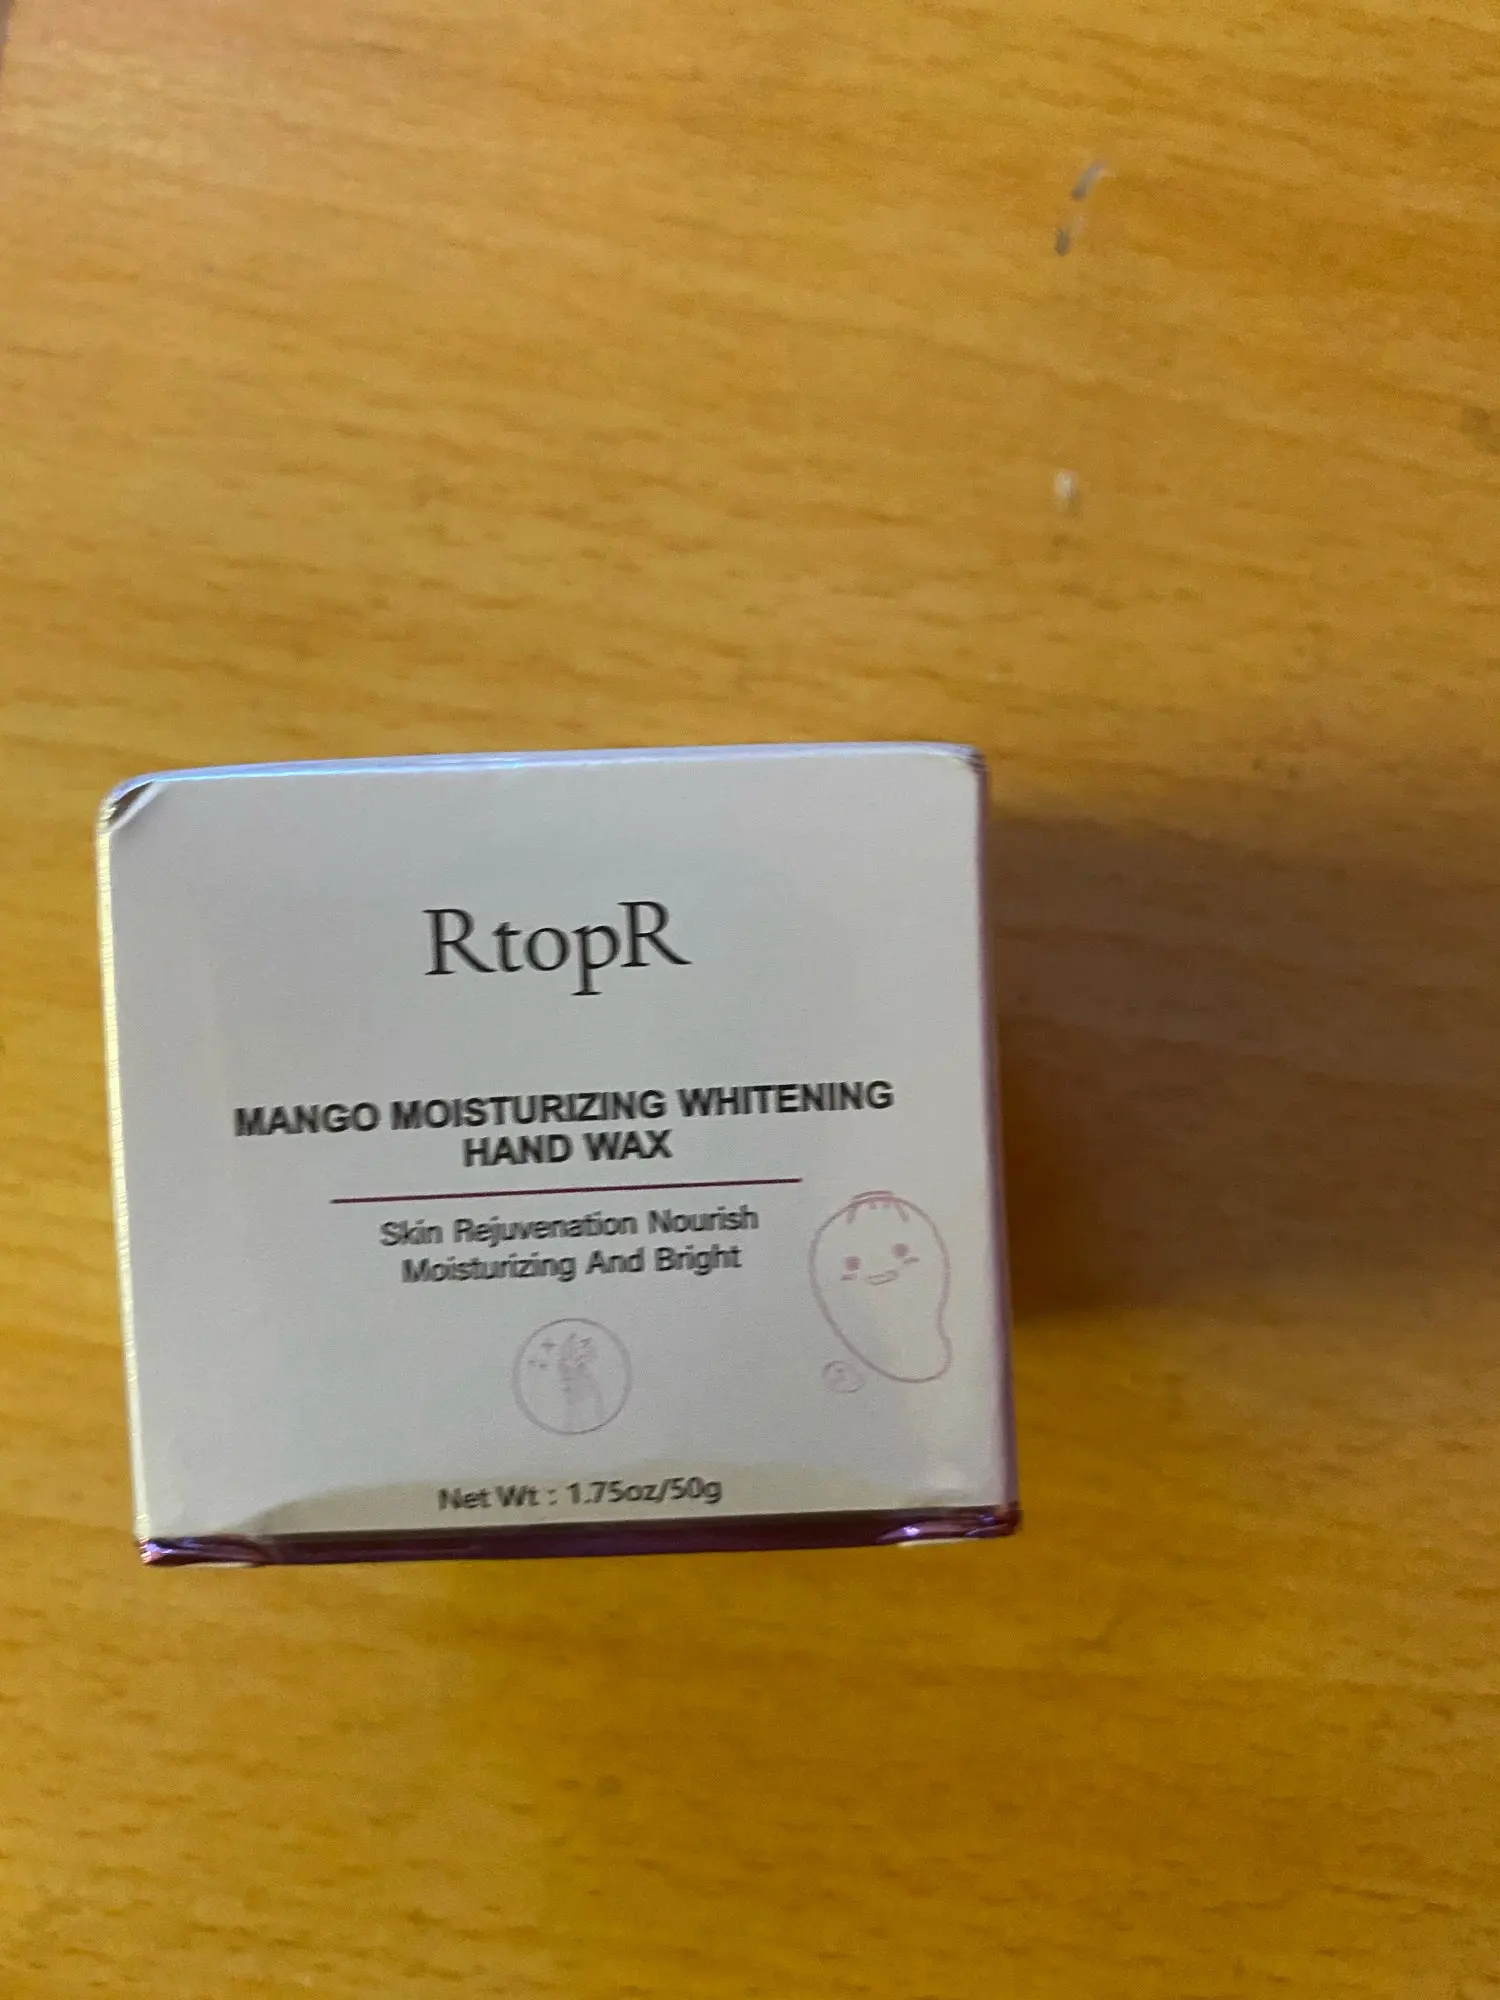 RtopR
MANGO MOISTURIZING WHITENING
HAND WAX
Skin Rejuvenation Nourish
Moisturizing And Bright
Net Wt : 1.75oz/50g